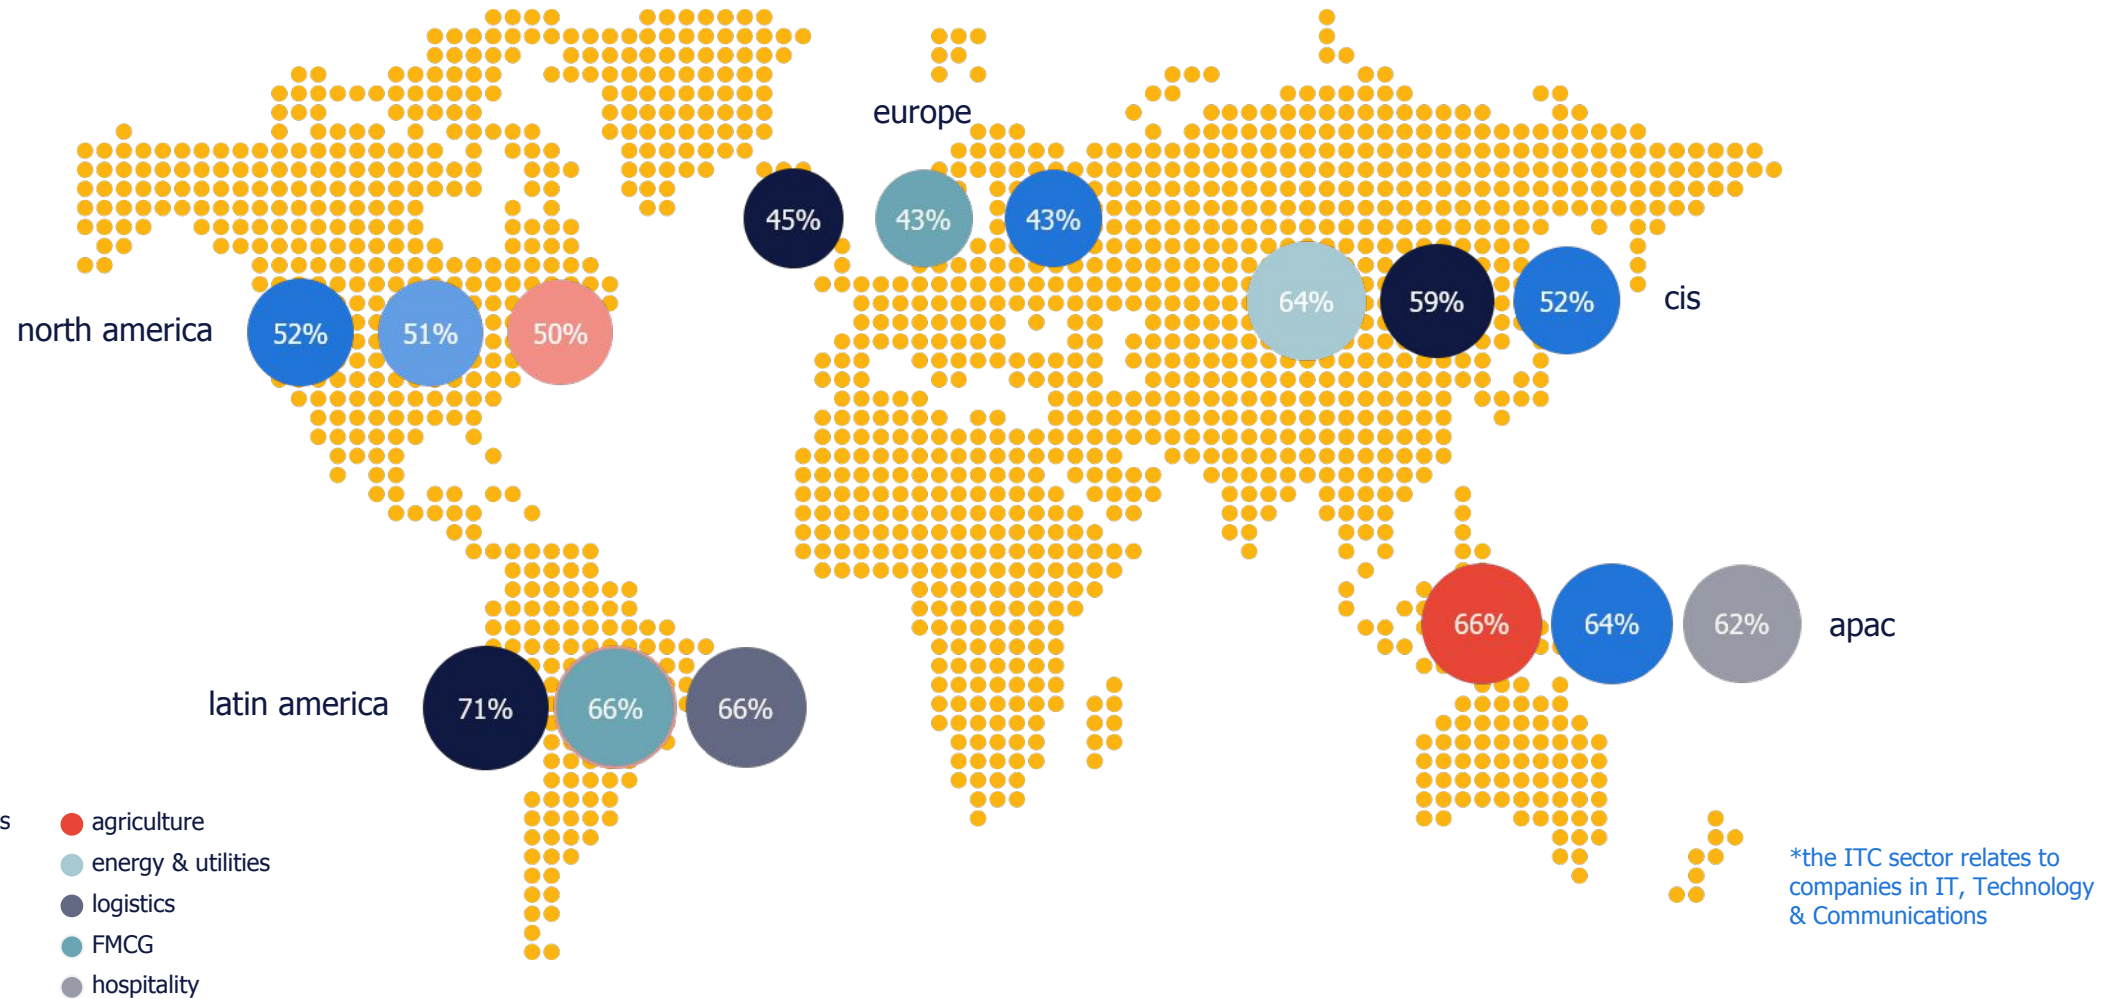 europe
45%
43%
43%
64%
59%
52%
cis
north america
52%
51%
50%
66%
64%
62%
apac
latin america
71%
66%
66%
s
agriculture
energy & utilities
logistics
FMCG
hospitality
*the ITC sector relates to
companies in IT, Technology
& Communications